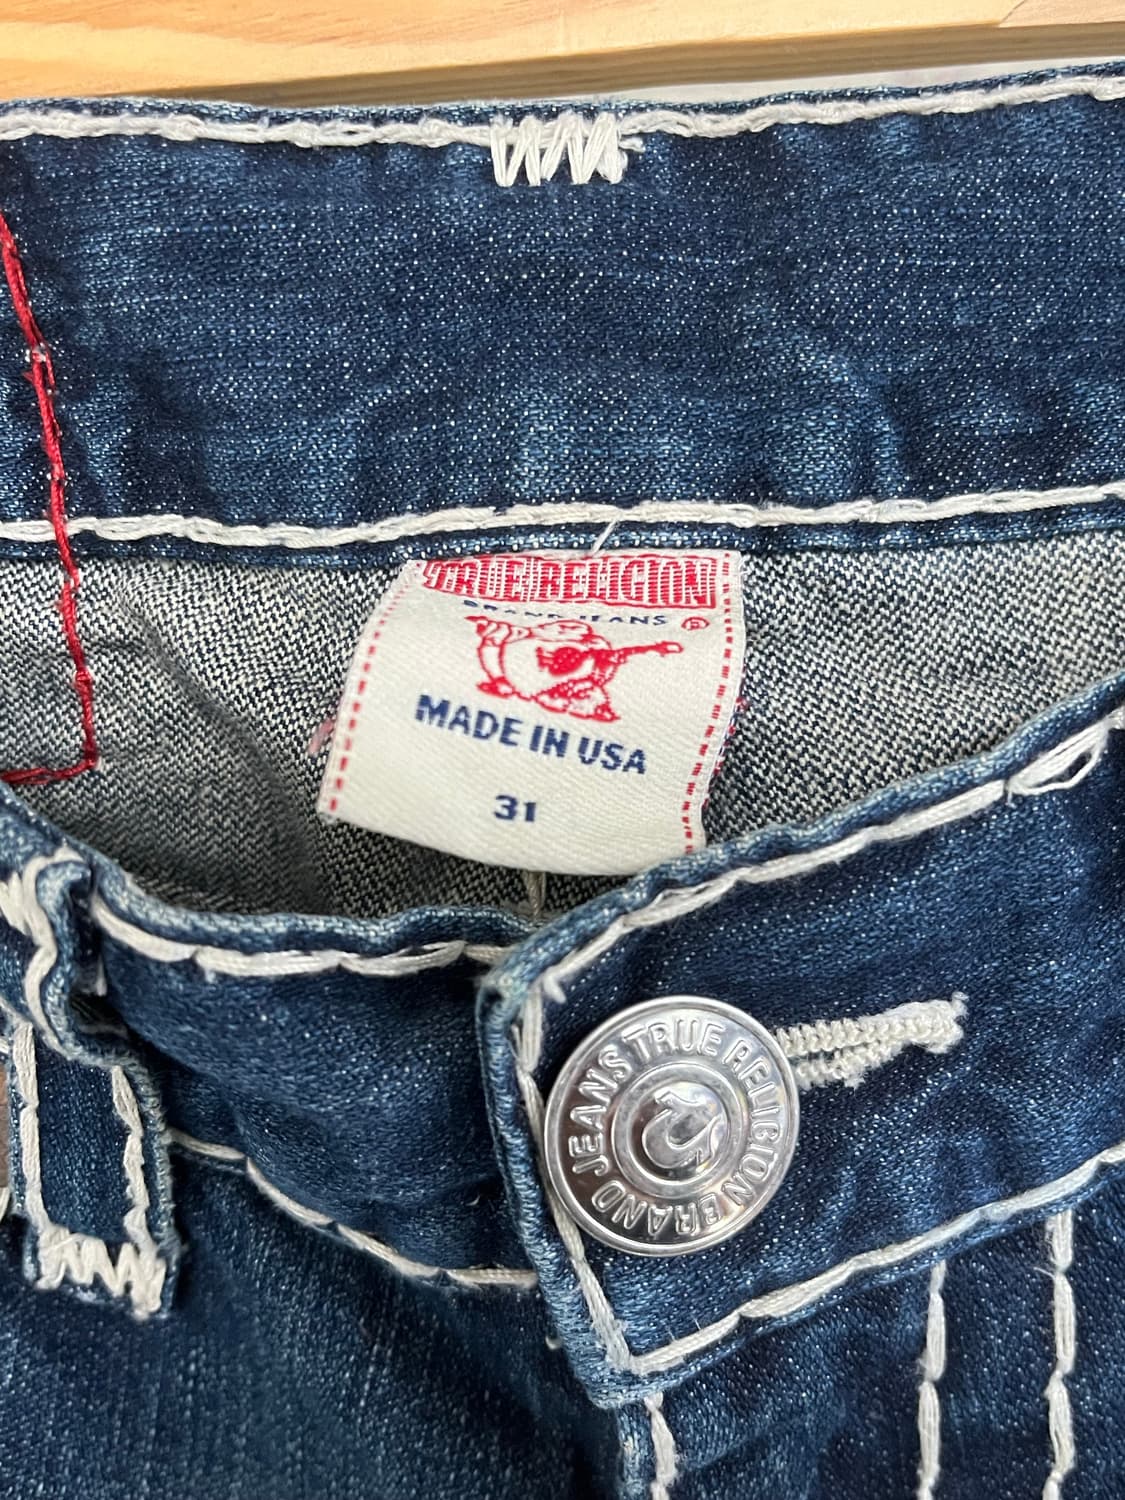 TRUE RELIGION
BRAND JEANS ®
MADE IN USA
31
TRUE RELIGION BRAND JEANS